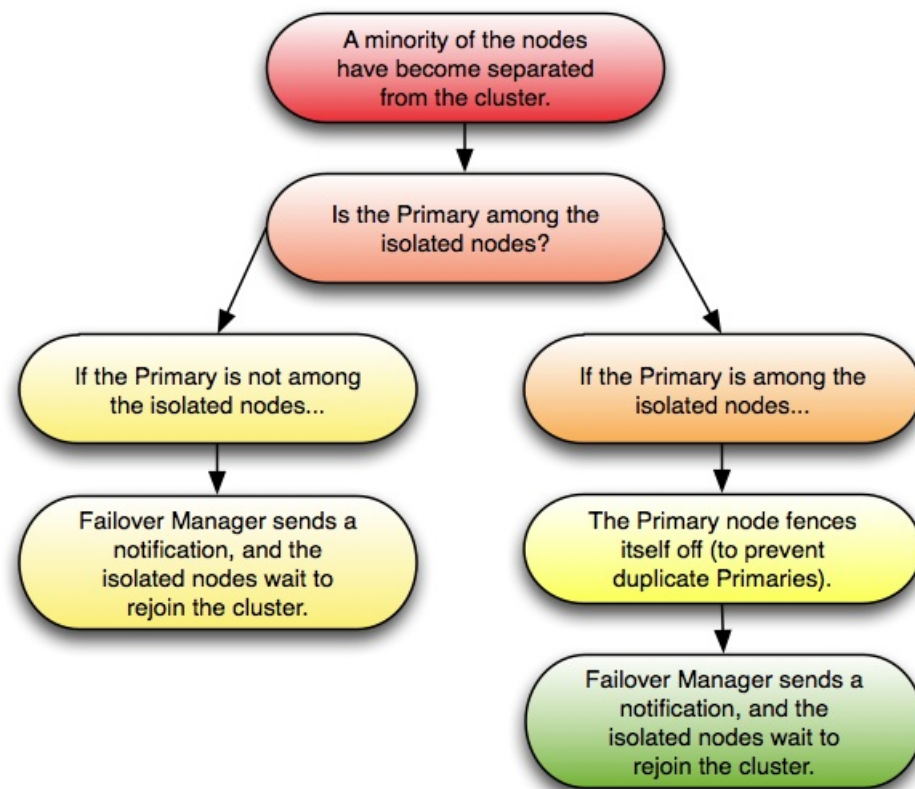 A minority of the nodes
have become separated
from the cluster.
Is the Primary among the
isolated nodes?
If the Primary is not among
the isolated nodes...
If the Primary is among the
isolated nodes...
Failover Manager sends a
notification, and the
isolated nodes wait to
rejoin the cluster.
The Primary node fences
itself off (to prevent
duplicate Primaries).
Failover Manager sends a
notification, and the
isolated nodes wait to
rejoin the cluster.